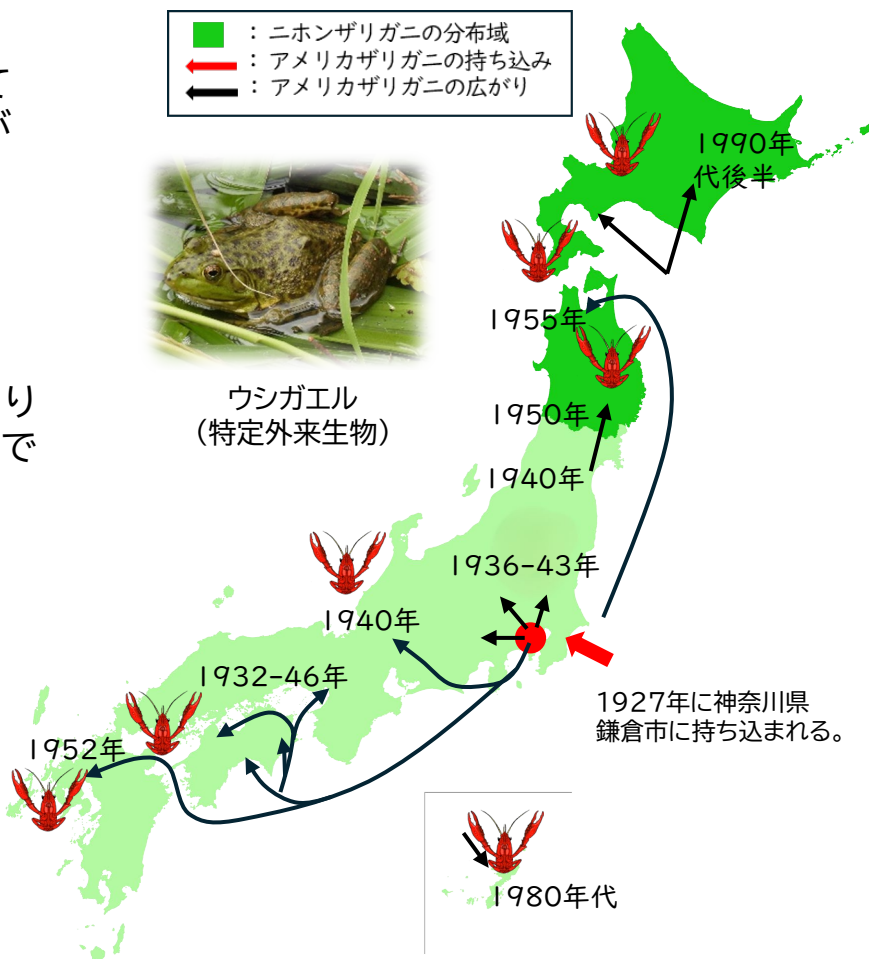 ：ニホンザリガニの分布域
：アメリカザリガニの持ち込み
：アメリカザリガニの広がり
が
1990年
代後半
1955年
り
で
ウシガエル
（特定外来生物）
1950年
1940年
1936-43年
1940年
1932-46年
1927年に神奈川県
鎌倉市に持ち込まれる。
1952年
1980年代